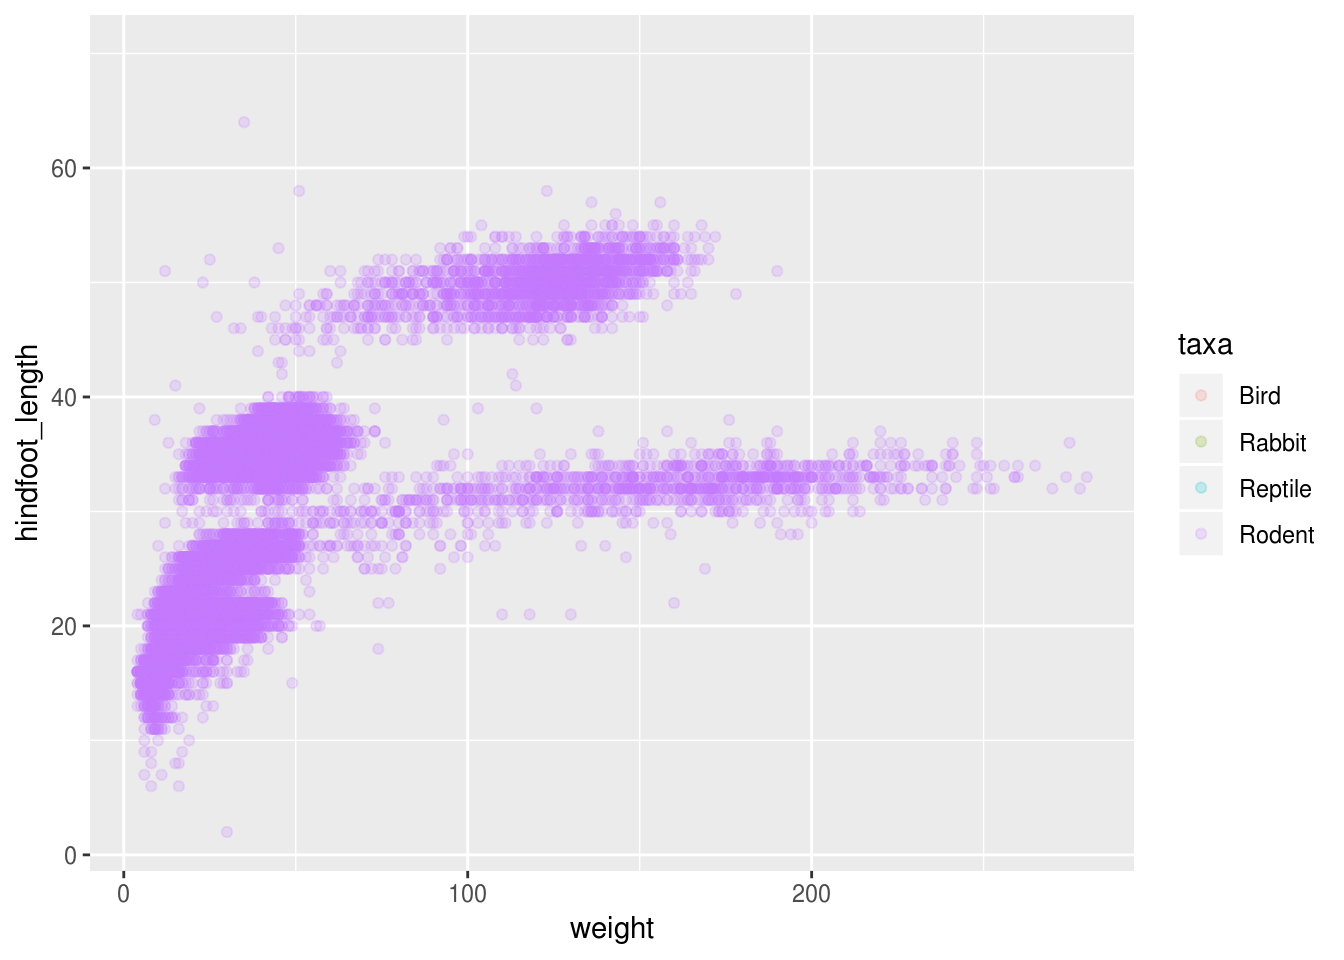 60
40
20
0
0
100
200
weight
hindfoot_length
taxa
Bird
Rabbit
Reptile
Rodent